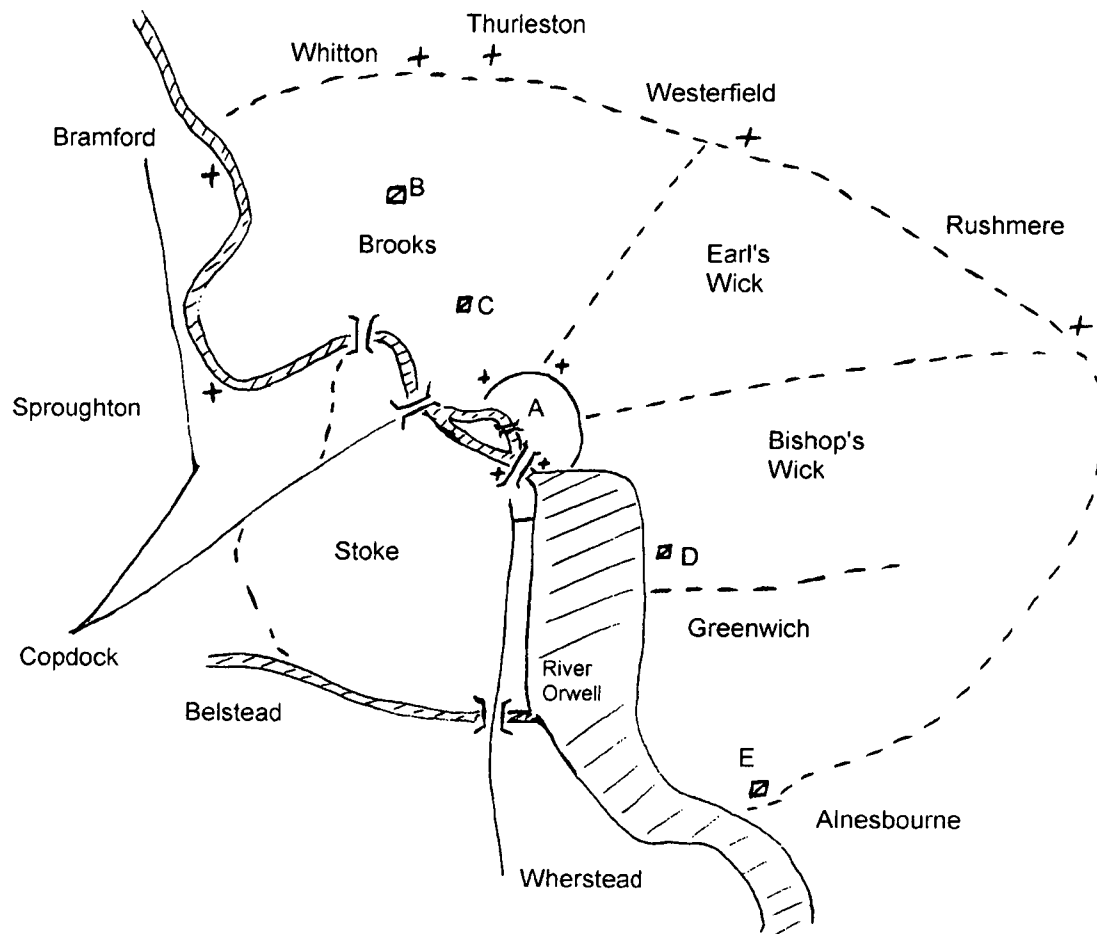 Thurleston
Whitton
Westerfield
Bramford
B
Rushmere
Brooks
Earl's
Wick
C
Sproughton
A
Bishop's
Wick
Stoke
D
Greenwich
Copdock
River
Orwell
Belstead
E
Alnesbourne
Wherstead